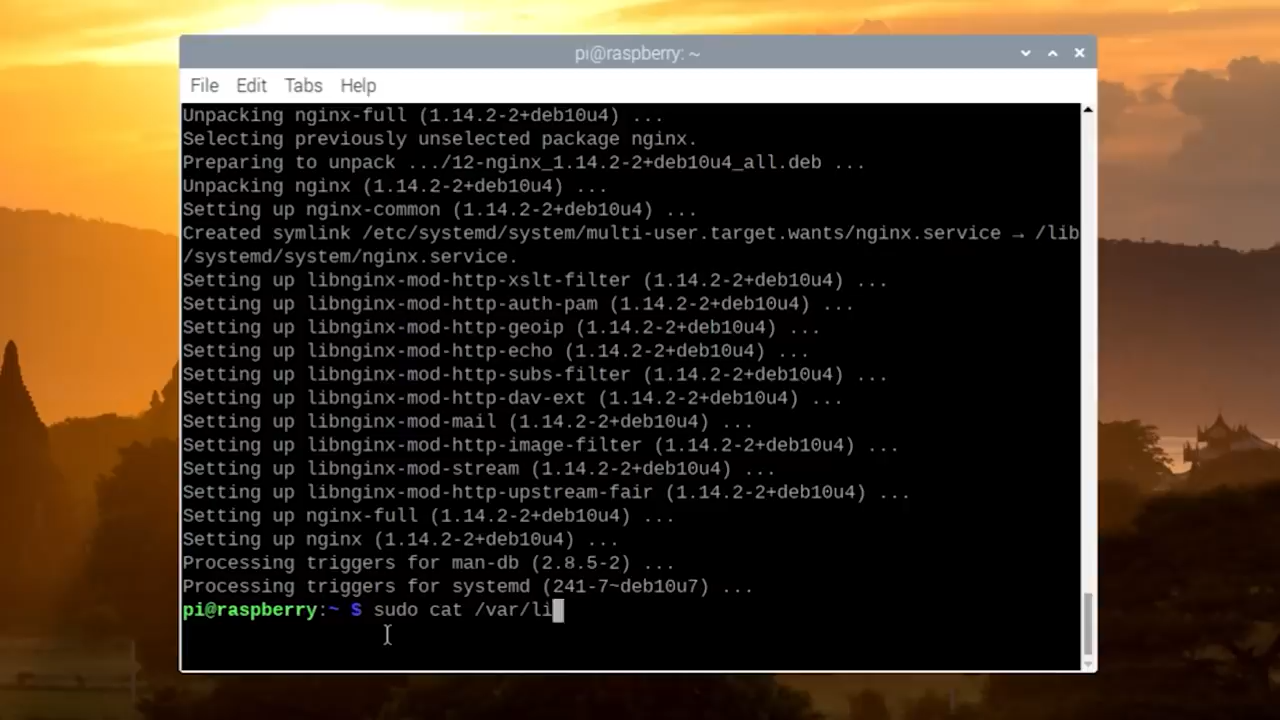 pi@raspberry: ~
File Edit Tabs Help
Unpacking nginx-full (1.14.2-2+deb10u4) ...
Selecting previously unselected package nginx.
Preparing to unpack .../12-nginx_1.14.2-2+deb10u4_all.deb ...
Unpacking nginx (1.14.2-2+deb10u4) ...
Setting up nginx-common (1.14.2-2+deb10u4) ...
Created symlink /etc/systemd/system/multi-user.target.wants/nginx.service → /lib
/systemd/system/nginx.service.
Setting up libnginx-mod-http-xslt-filter (1.14.2-2+deb10u4) ...
Setting up libnginx-mod-http-auth-pam (1.14.2-2+deb10u4) ...
Setting up libnginx-mod-http-geoip (1.14.2-2+deb10u4) ...
Setting up libnginx-mod-http-echo (1.14.2-2+deb10u4) ...
Setting up libnginx-mod-http-subs-filter (1.14.2-2+deb10u4) ...
Setting up libnginx-mod-http-dav-ext (1.14.2-2+deb10u4) ...
Setting up libnginx-mod-mail (1.14.2-2+deb10u4) ...
Setting up libnginx-mod-http-image-filter (1.14.2-2+deb10u4) ...
Setting up libnginx-mod-stream (1.14.2-2+deb10u4) ...
Setting up libnginx-mod-http-upstream-fair (1.14.2-2+deb10u4) ...
Setting up nginx-full (1.14.2-2+deb10u4) ...
Setting up nginx (1.14.2-2+deb10u4) ...
Processing triggers for man-db (2.8.5-2) ...
Processing triggers for systemd (241-7~deb10u7) ...
pi@raspberry:~ $ sudo cat /var/li